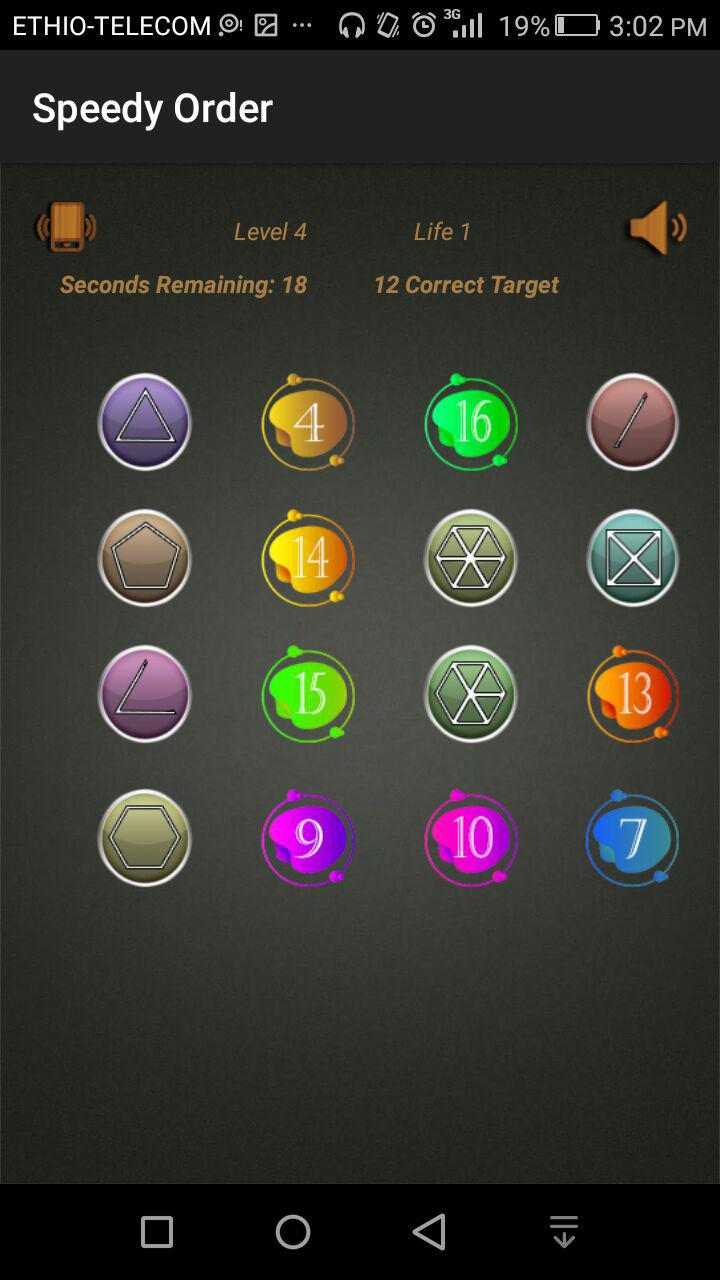 ETHIO-TELECOM 3G 19% 3:02 PM
Speedy Order
Level 4 Life 1
Seconds Remaining: 18 12 Correct Target
4 16
14
15 13
9 10 7